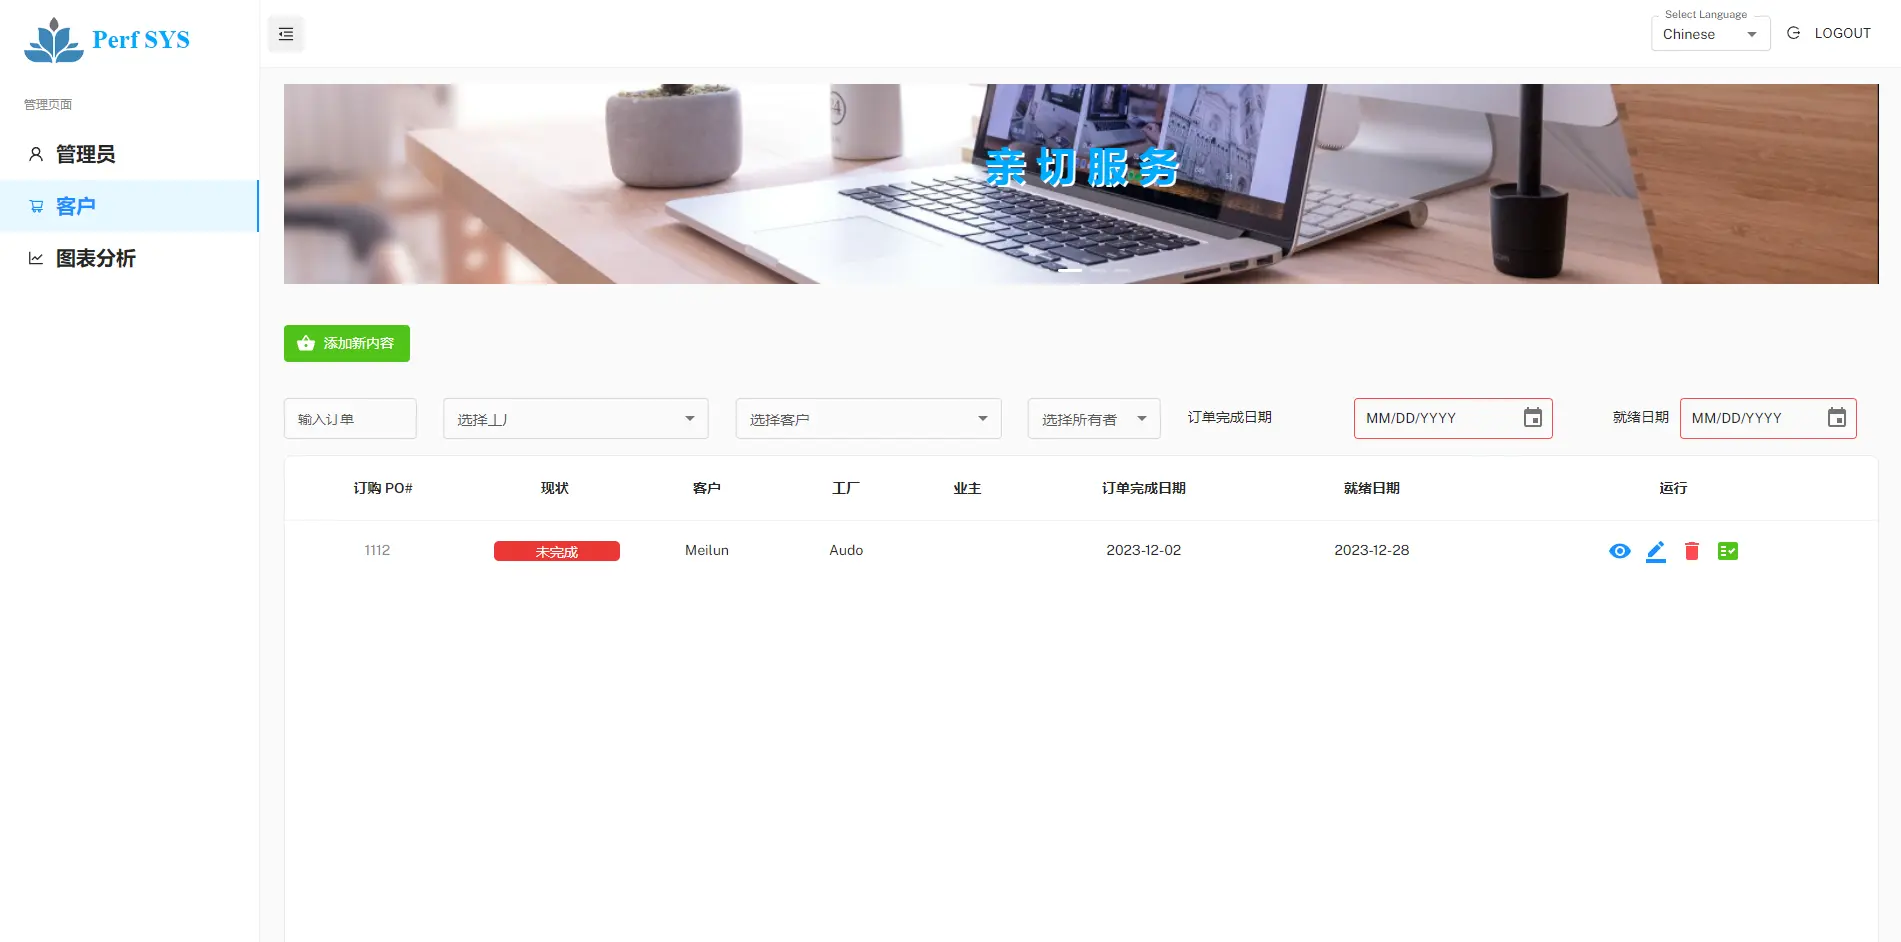 Perf SYS
Select Language
Chinese
LOGOUT
管理页面
管理员
客户
图表分析
亲切服务
添加新内容
输入订单
选择工厂
选择客户
选择所有者
订单完成日期
MM/DD/YYYY
就绪日期
MM/DD/YYYY
订购 PO#
现状
客户
工厂
业主
订单完成日期
就绪日期
运行
1112
未完成
Meilun
Audo
2023-12-02
2023-12-28